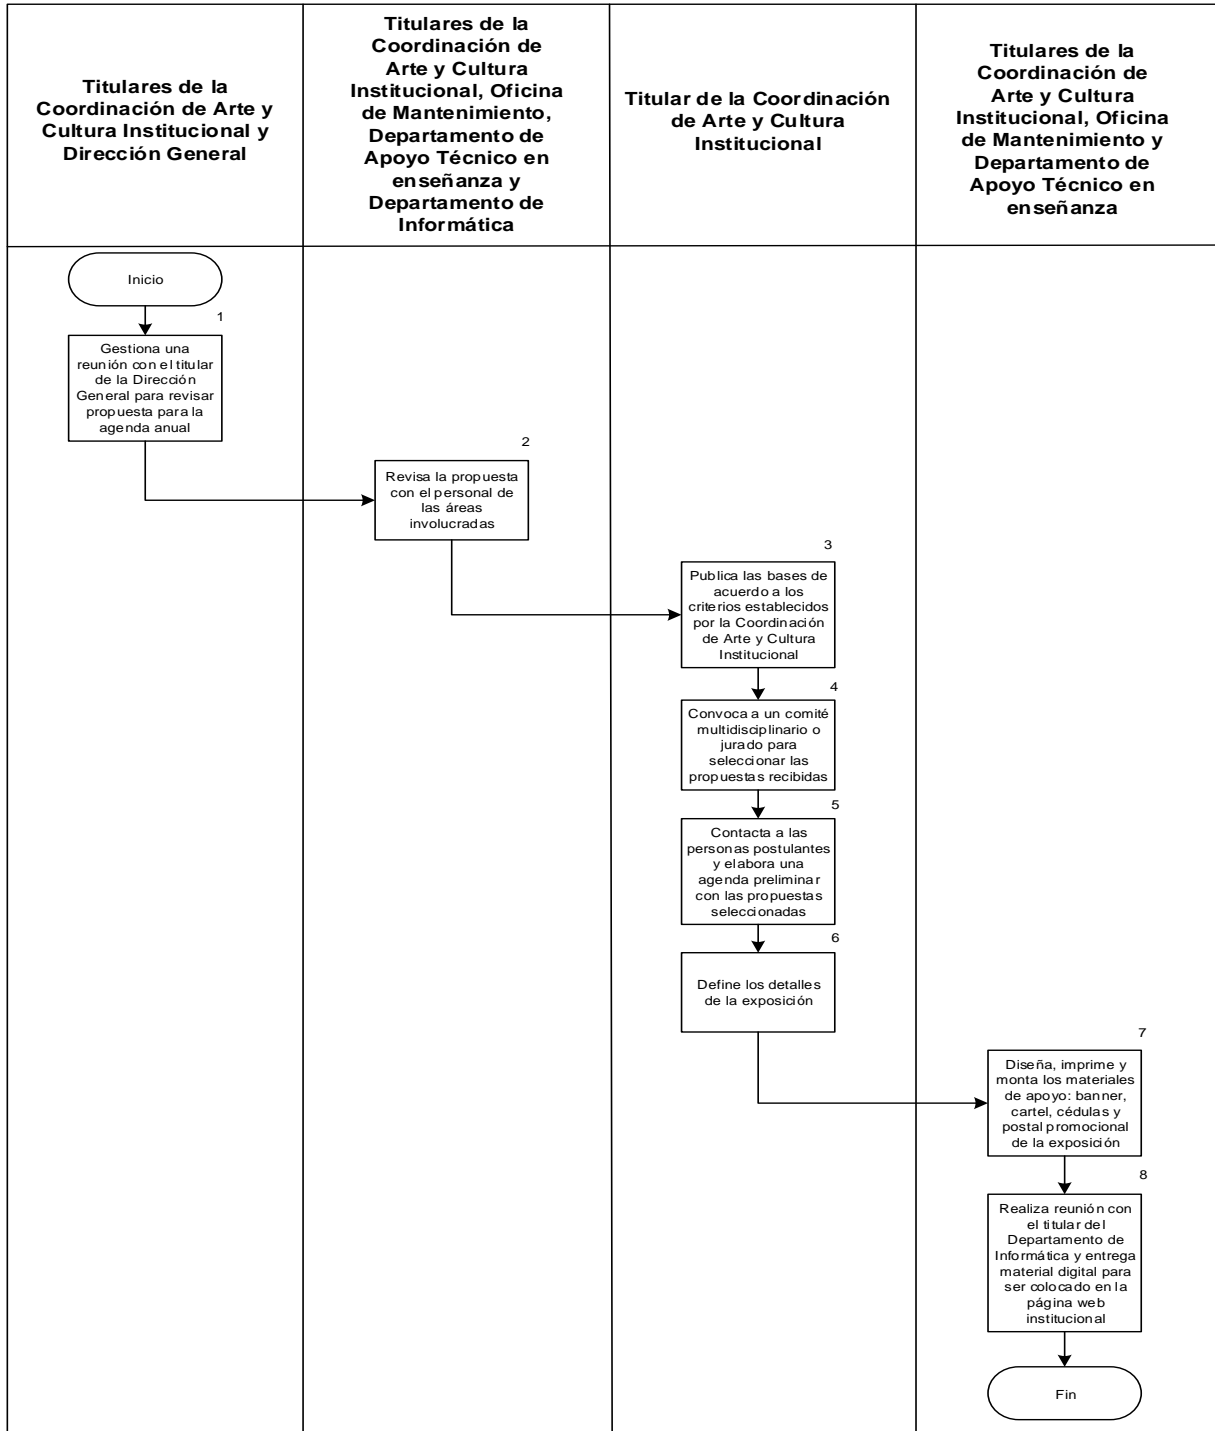 Titulares de la
Coordinación de Arte y
Cultura Institucional y
Dirección General
Titulares de la
Coordinación de
Arte y Cultura
Institucional, Oficina
de Mantenimiento,
Departamento de
Apoyo Técnico en
enseñanza y
Departamento de
Informática
Titular de la Coordinación
de Arte y Cultura
Institucional
Titulares de la
Coordinación de
Arte y Cultura
Institucional, Oficina
de Mantenimiento y
Departamento de
Apoyo Técnico en
enseñanza
Inicio
1
Gestiona una
reunión con el titular
de la Dirección
General para revisar
propuesta para la
agenda anual
2
Revisa la propuesta
con el personal de
las áreas
involucradas
3
Publica las bases de
acuerdo a los
criterios establecidos
por la Coordinación
de Arte y Cultura
Institucional
4
Convoca a un comité
multidisciplinario o
jurado para
seleccionar las
propuestas recibidas
5
Contacta a las
personas postulantes
y elabora una
agenda preliminar
con las propuestas
seleccionadas
6
Define los detalles
de la exposición
7
Diseña, imprime y
monta los materiales
de apoyo: banner,
cartel, cédulas y
postal promocional
de la exposición
8
Realiza reunión con
el titular del
Departamento de
Informática y entrega
material digital para
ser colocado en la
página web
institucional
Fin